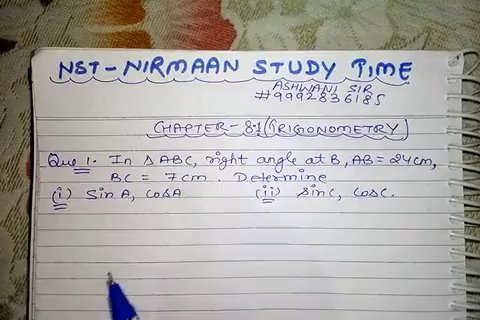 NST-NIRMAAN STUDY TIME
ASHWANI SIR
#9992836185
CHAPTER-8.1(TRIGONOMETRY)
Que 1. In △ ABC, right angle at B, AB = 24cm,
BC = 7cm. Determine
(i) Sin A, CosA (ii) sinC, CosC.